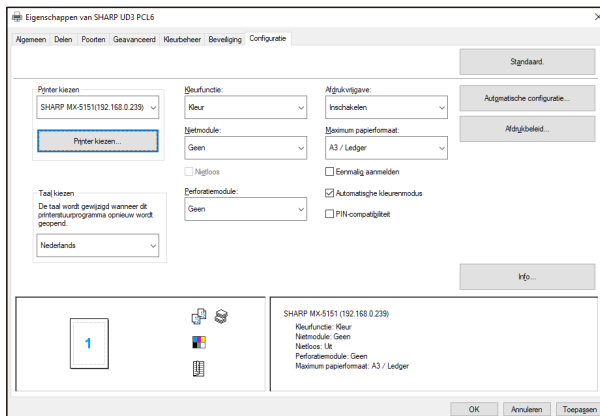 Eigenschappen van SHARP UD3 PCL6
Algemeen Delen Poorten Geavanceerd Kleurbeheer Beveiliging Configuratie
Standaard.
Printer kiezen
SHARP MX-5151(192.168.0.239)
Printer kiezen...
Kleurfunctie:
Kleur
Afdrukvrijgave:
Inschakelen
Automatische configuratie...
Afdrukbeleid...
Nietmodule:
Geen
Maximum papierformaat:
A3 / Ledger
Nietloos
Eenmalig aanmelden
Perforatiemodule:
Geen
Automatische kleurenmodus
PIN-compatibiliteit
Taal kiezen
De taal wordt gewijzigd wanneer dit
printerstuurprogramma opnieuw wordt
geopend.
Nederlands
Info...
1
SHARP MX-5151 (192.168.0.239)
Kleurfunctie: Kleur
Nietmodule: Geen
Nietloos: Uit
Perforatiemodule: Geen
Maximum papierformaat: A3 / Ledger
OK Annuleren Toepassen